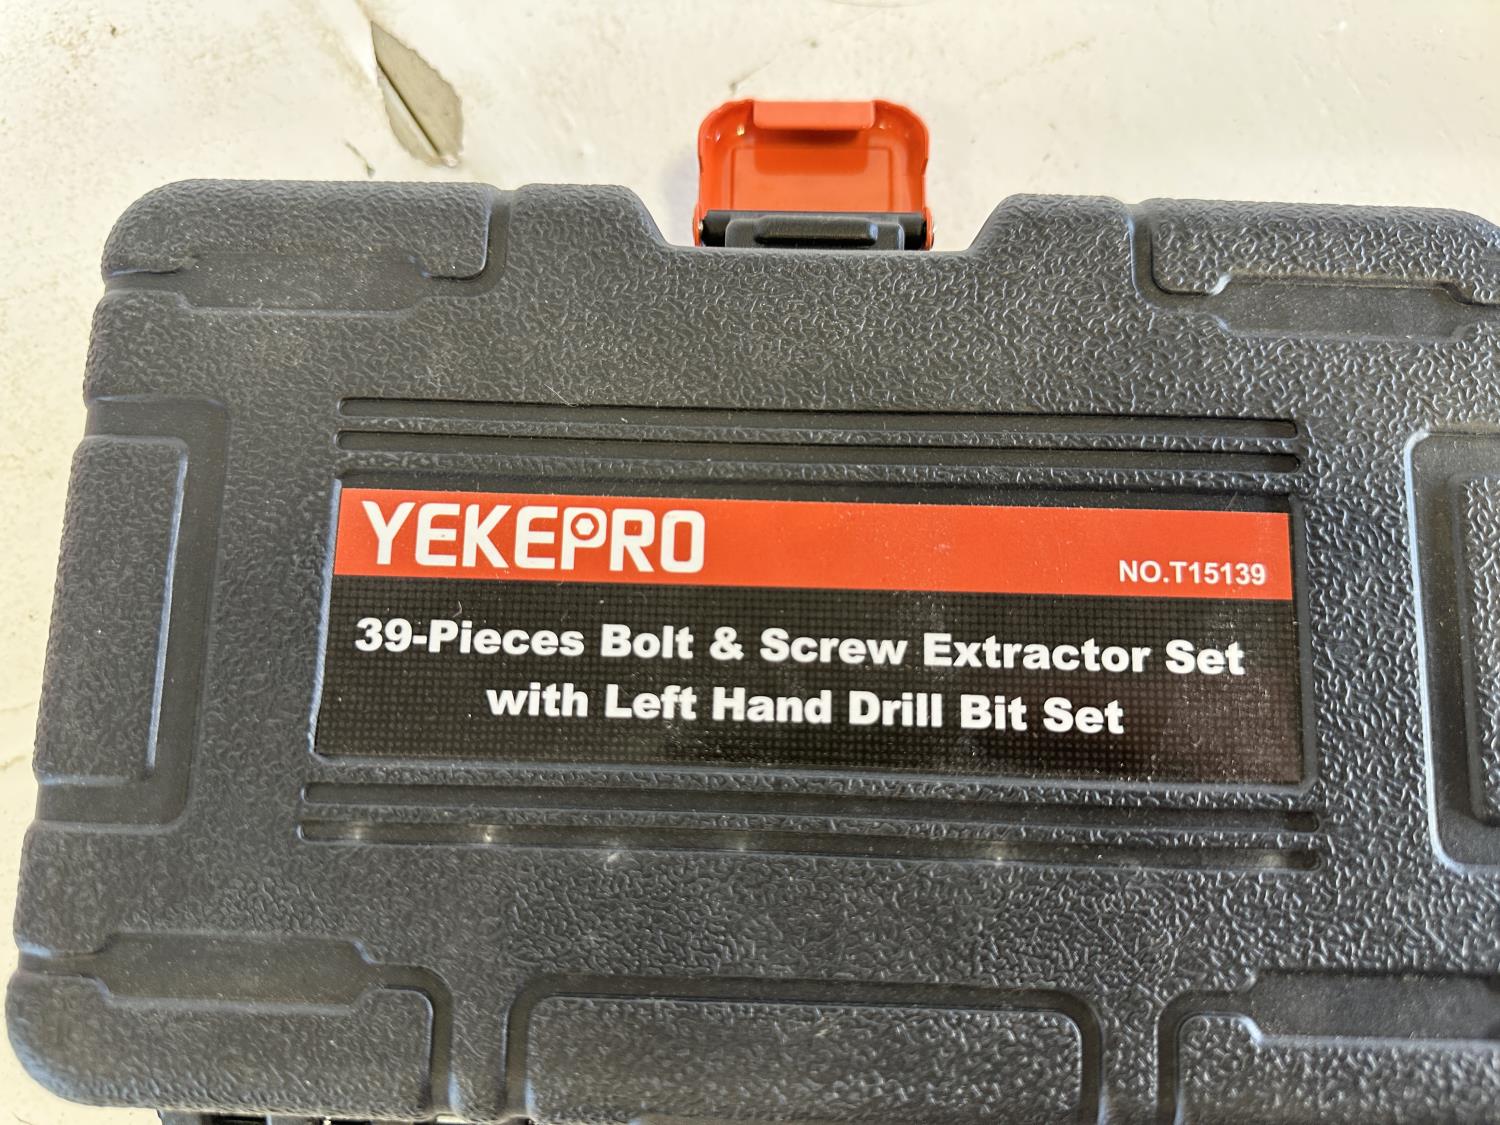 YEKEPRO
NO.T15139
39-Pieces Bolt & Screw Extractor Set
with Left Hand Drill Bit Set